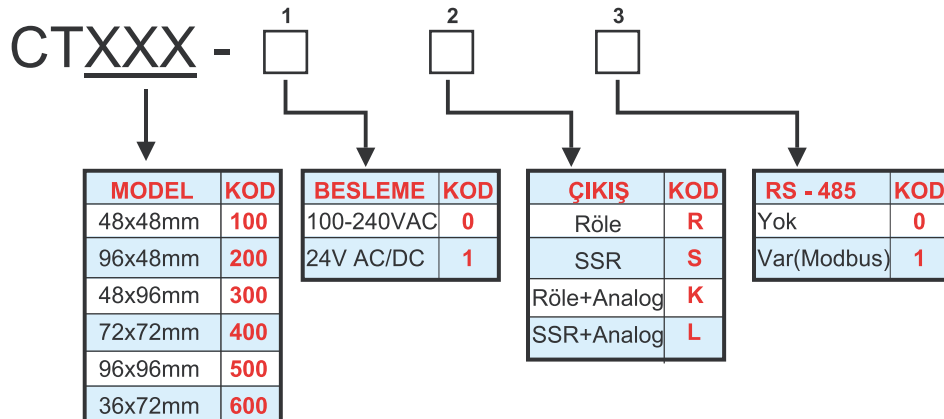 1 2 3
CTXXX -
MODEL KOD
48x48mm 100
96x48mm 200
48x96mm 300
72x72mm 400
96x96mm 500
36x72mm 600
BESLEME KOD
100-240VAC 0
24V AC/DC 1
ÇIKIŞ KOD
Röle R
SSR S
Röle+Analog K
SSR+Analog L
RS - 485 KOD
Yok 0
Var(Modbus) 1